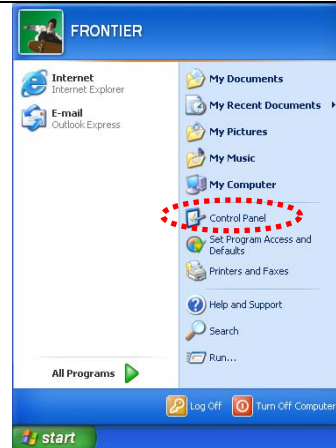 FRONTIER
Internet
Internet Explorer
E-mail
Outlook Express
All Programs
My Documents
My Recent Documents
My Pictures
My Music
My Computer
Control Panel
Set Program Access and
Defaults
Printers and Faxes
Help and Support
Search
Run...
Log Off
Turn Off Computer
start